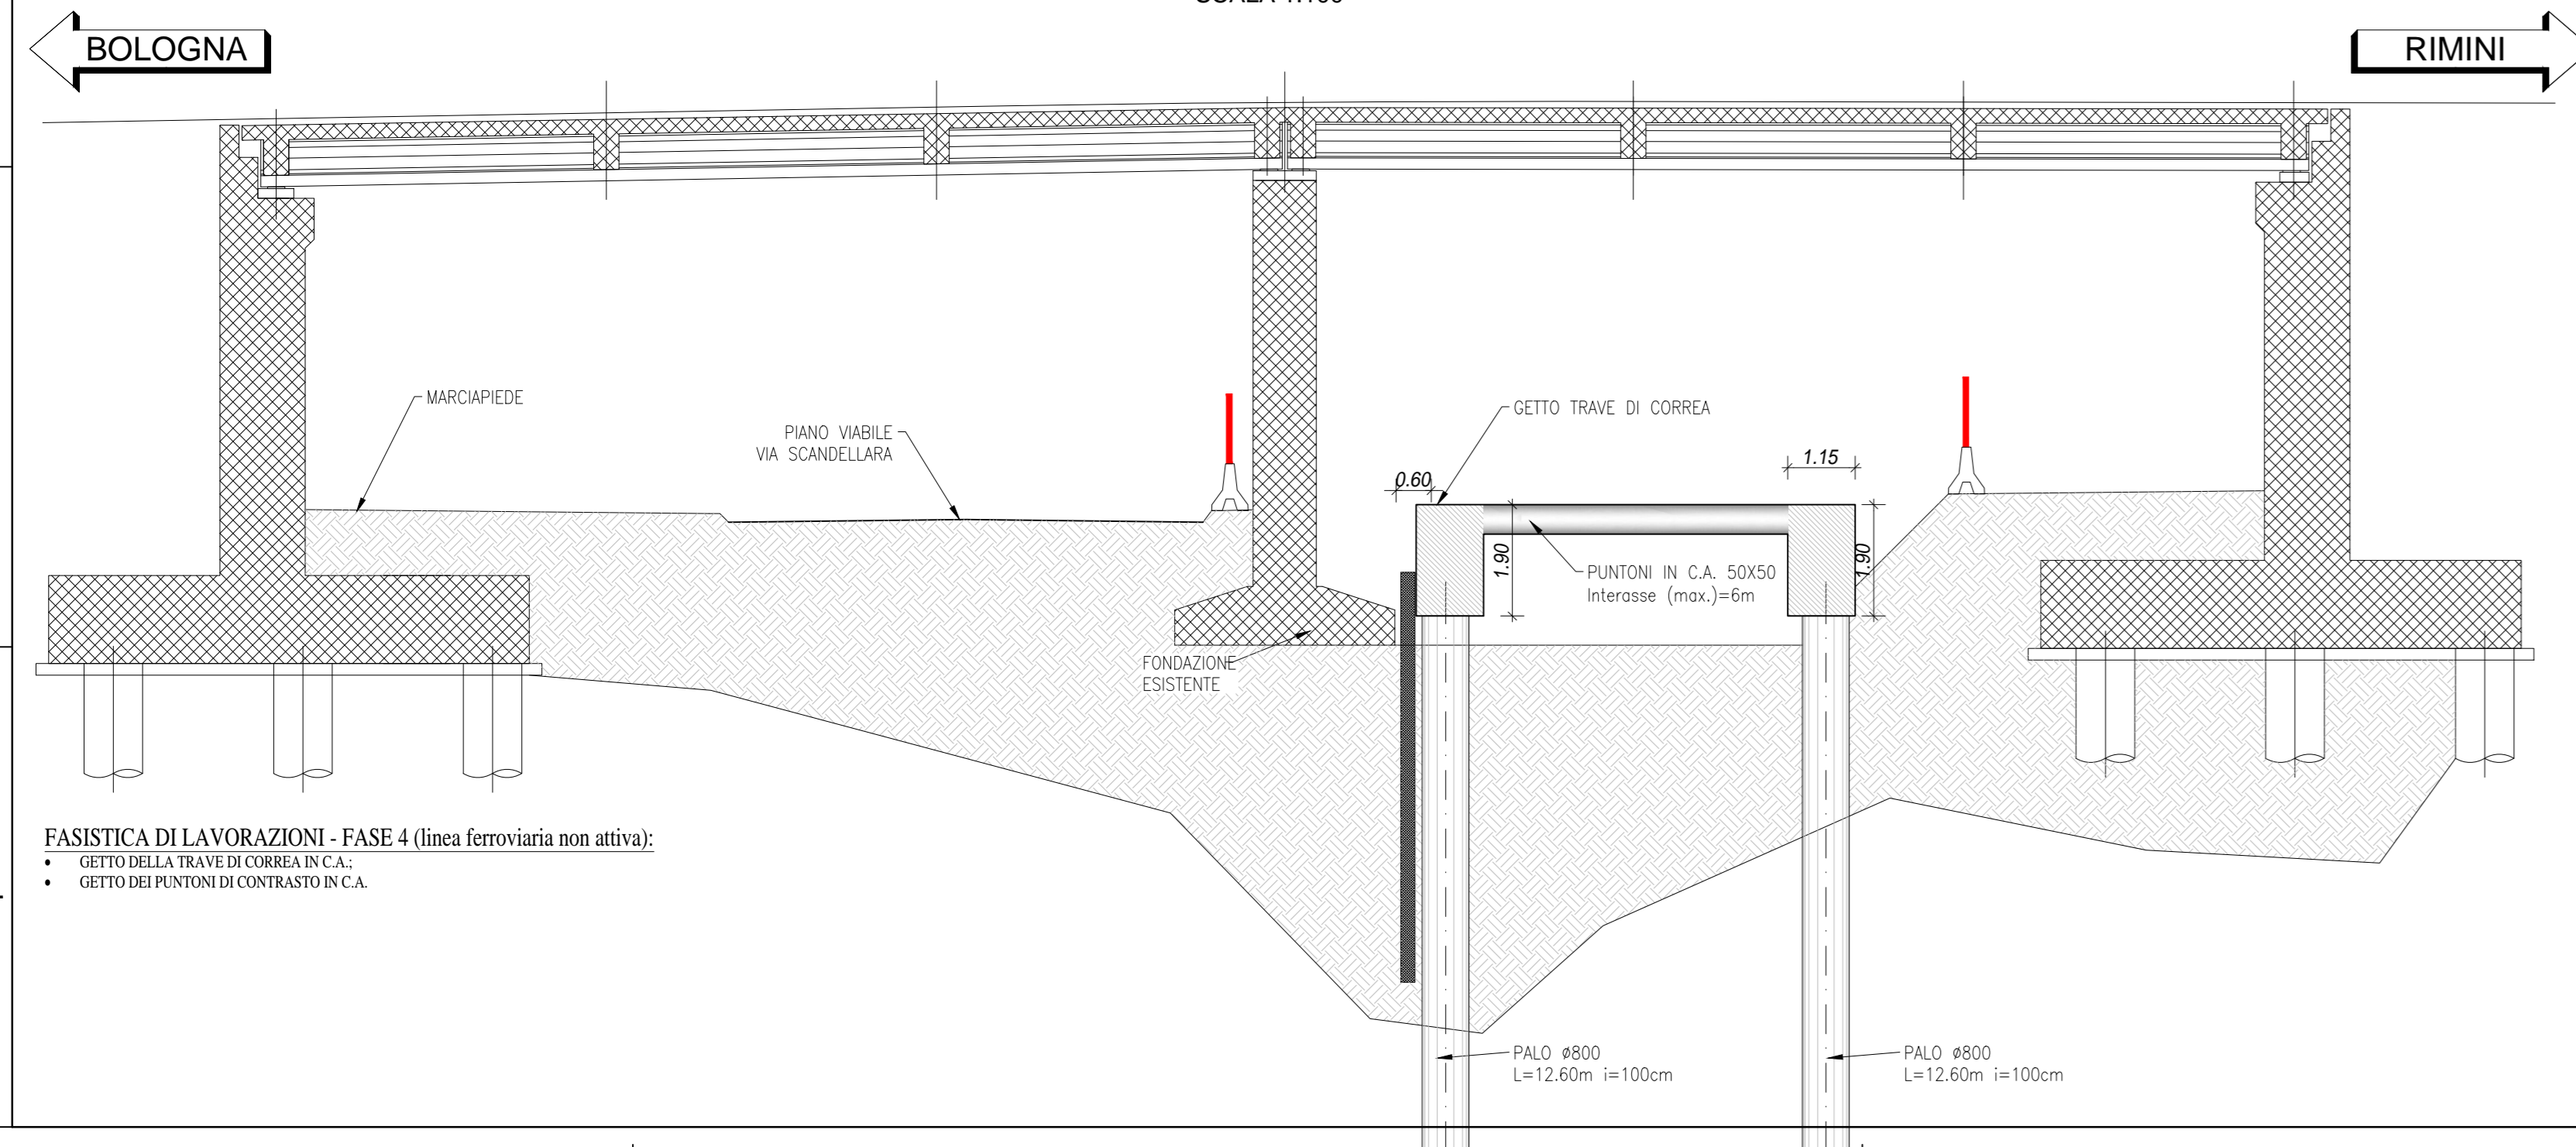 BOLOGNA
RIMINI
MARCIAPIEDE
PIANO VIABILE
VIA SCANDELLARA
GETTO TRAVE DI CORREA
0.60
1.15
1.90
1.90
PUNTONI IN C.A. 50X50
Interasse (max.)=6m
FONDAZIONE
ESISTENTE
FASISTICA DI LAVORAZIONI - FASE 4 (linea ferroviaria non attiva):
• GETTO DELLA TRAVE DI CORREA IN C.A.;
• GETTO DEI PUNTONI DI CONTRASTO IN C.A.
PALO ø800
L=12.60m i=100cm
PALO ø800
L=12.60m i=100cm